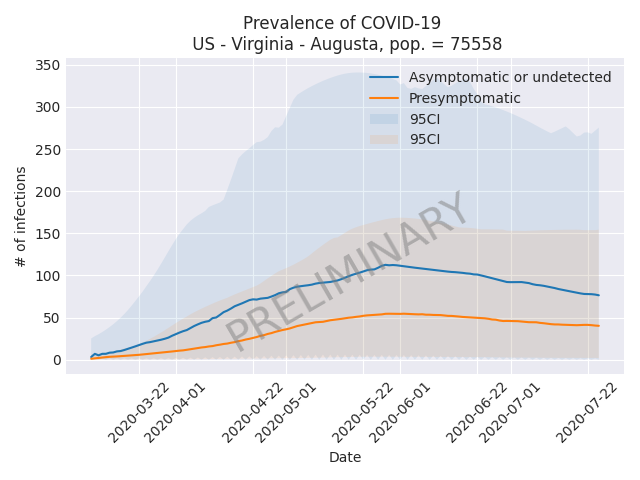 Prevalence of COVID-19
US - Virginia - Augusta, pop. = 75558
# of infections
350
300
250
200
150
100
50
0
Asymptomatic or undetected
Presymptomatic
95CI
95CI
PRELIMINARY
2020-03-22
2020-04-01
2020-04-22
2020-05-01
2020-05-22
2020-06-01
2020-06-22
2020-07-01
2020-07-22
Date